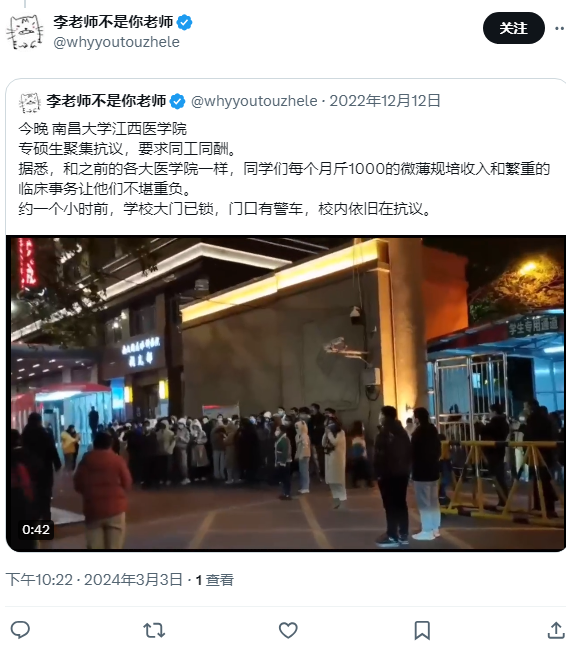 李老师不是你老师
@whyyoutouzhele
关注
李老师不是你老师 @whyyoutouzhele · 2022年12月12日
今晚 南昌大学江西医学院
专硕生聚集抗议，要求同工同酬。
据悉，和之前的各大医学院一样，同学们每个月斤1000的微薄规培收入和繁重的
临床事务让他们不堪重负。
约一个小时前，学校大门已锁，门口有警车，校内依旧在抗议。
学生专用通道
0:42
下午10:22 · 2024年3月3日 · 1 查看